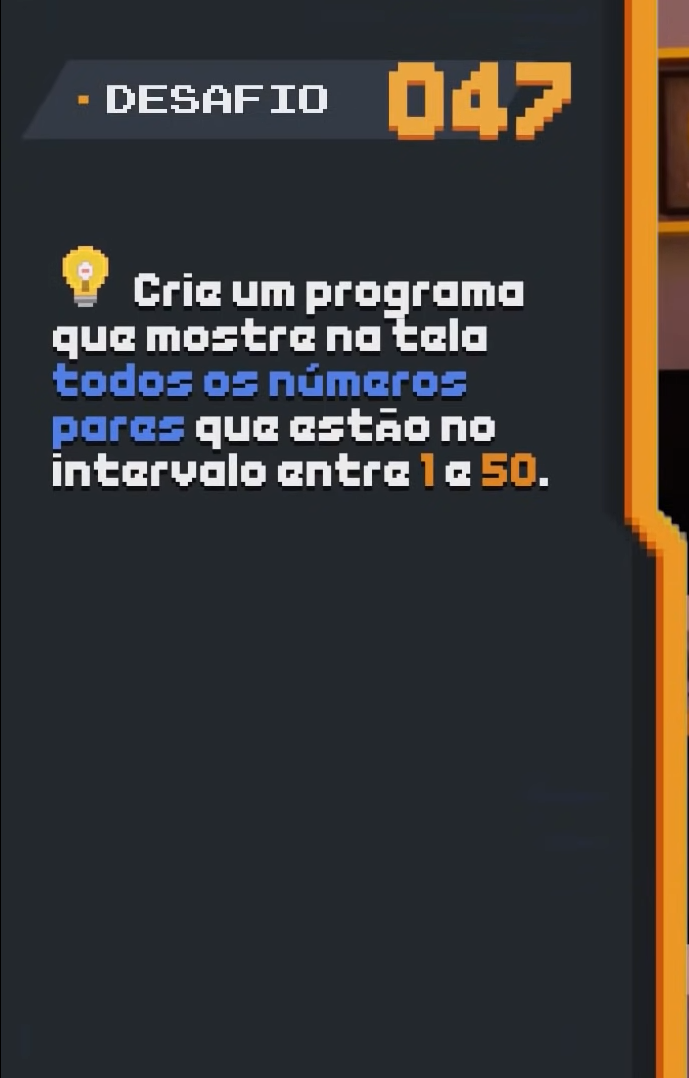 DESAFIO 047
Crie um programa
que mostre na tela
todos os números
pares que estão no
intervalo entre 1 e 50.